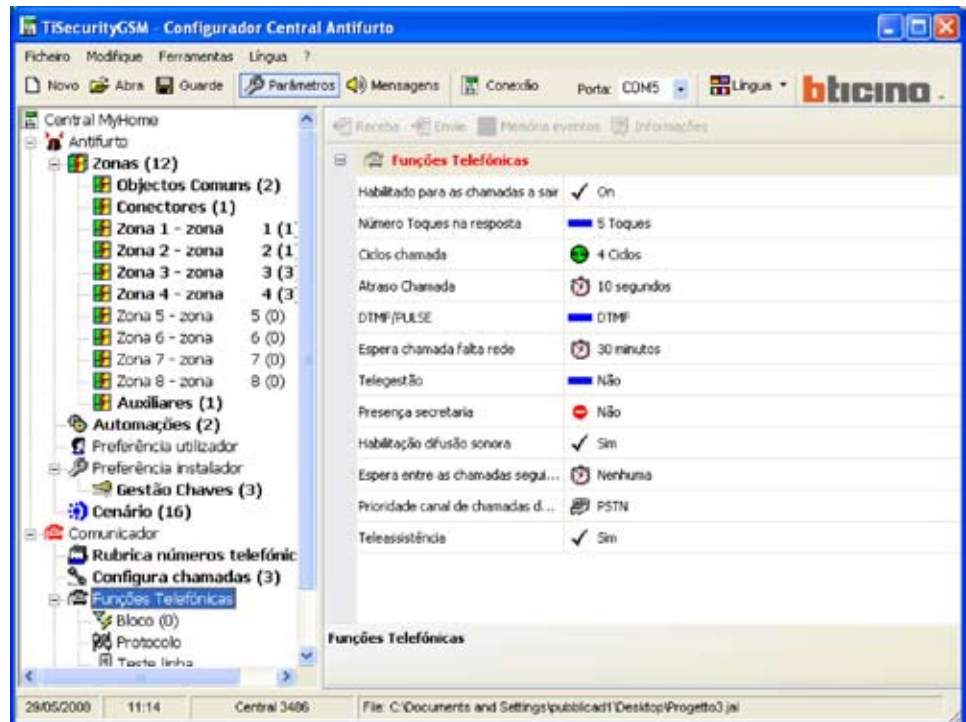 TiSecurityGSM - Configurador Central Antifurto
Ficheiro Modifique Ferramentas Língua ?
Novo Abra Guarde Parâmetros Mensagens Conexão Porta: COM5 Língua bticino
Receba Envie Memória eventos Informações
Central MyHome
Antifurto
Zonas (12)
Objectos Comuns (2)
Conectores (1)
Zona 1 - zona 1 (1
Zona 2 - zona 2 (1
Zona 3 - zona 3 (3
Zona 4 - zona 4 (3
Zona 5 - zona 5 (0)
Zona 6 - zona 6 (0)
Zona 7 - zona 7 (0)
Zona 8 - zona 8 (0)
Auxiliares (1)
Automações (2)
Preferência utilizador
Preferência instalador
Gestão Chaves (3)
Cenário (16)
Comunicador
Rubrica números telefónic
Configura chamadas (3)
Funções Telefónicas
Bloco (0)
Protocolo
Teste linha
Funções Telefónicas
Habilitado para as chamadas a sair On
Número Toques na resposta 5 Toques
Ciclos chamada 4 Ciclos
Atraso Chamada 10 segundos
DTMF/PULSE DTMF
Espera chamada falta rede 30 minutos
Telegestão Não
Presença secretaria Não
Habilitação difusão sonora Sim
Espera entre as chamadas segui... Nenhuma
Prioridade canal de chamadas d... PSTN
Teleassistência Sim
Funções Telefónicas
29/05/2008 11:14 Central 3486 File: C:\Documents and Settings\pubblicad1\Desktop\Progetto3.jai